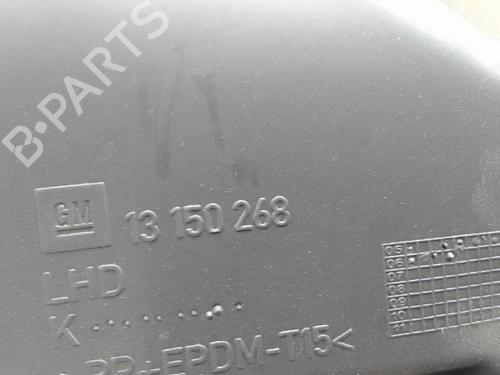 B-PARTS
GM
13 150 268
LHD
K
>PP+EPDM-T15<
05
06
07
08
09
10
11